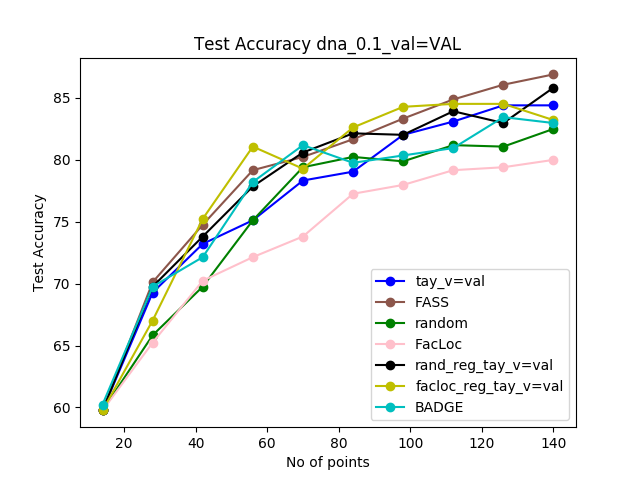 Test Accuracy dna_0.1_val=VAL
Test Accuracy
85
80
75
70
65
60
20
40
60
80
100
120
140
No of points
tay_v=val
FASS
random
FacLoc
rand_reg_tay_v=val
facloc_reg_tay_v=val
BADGE